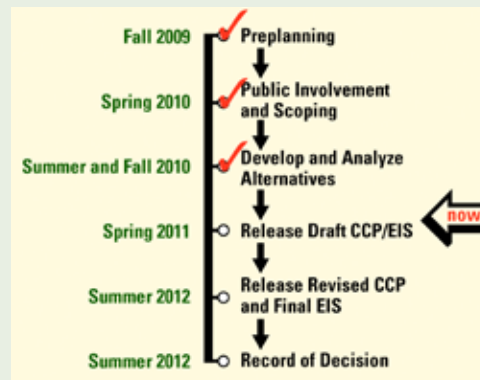 Fall 2009 Preplanning
Spring 2010 Public Involvement
and Scoping
Summer and Fall 2010 Develop and Analyze
Alternatives
Spring 2011 Release Draft CCP/EIS now
Summer 2012 Release Revised CCP
and Final EIS
Summer 2012 Record of Decision